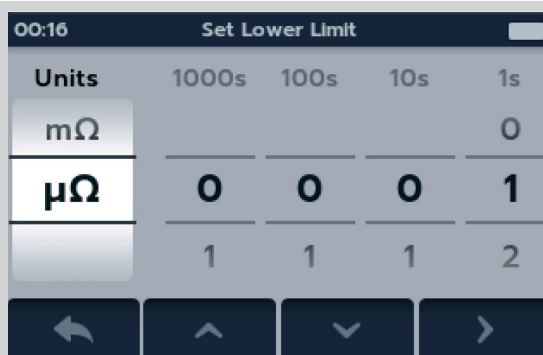 00:16 Set Lower Limit
Units 1000s 100s 10s 1s
mΩ 0
µΩ 0 0 0 1
1 1 1 2